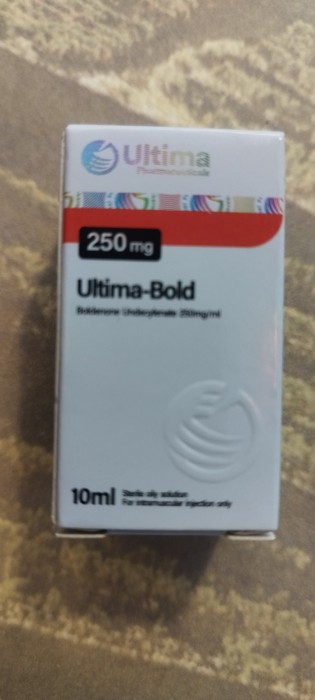 Ultima
Pharmaceuticals
250 mg
Ultima-Bold
Boldenone Undecylenate 250mg/ml
10ml
Sterile oily solution
For intramuscular injection only